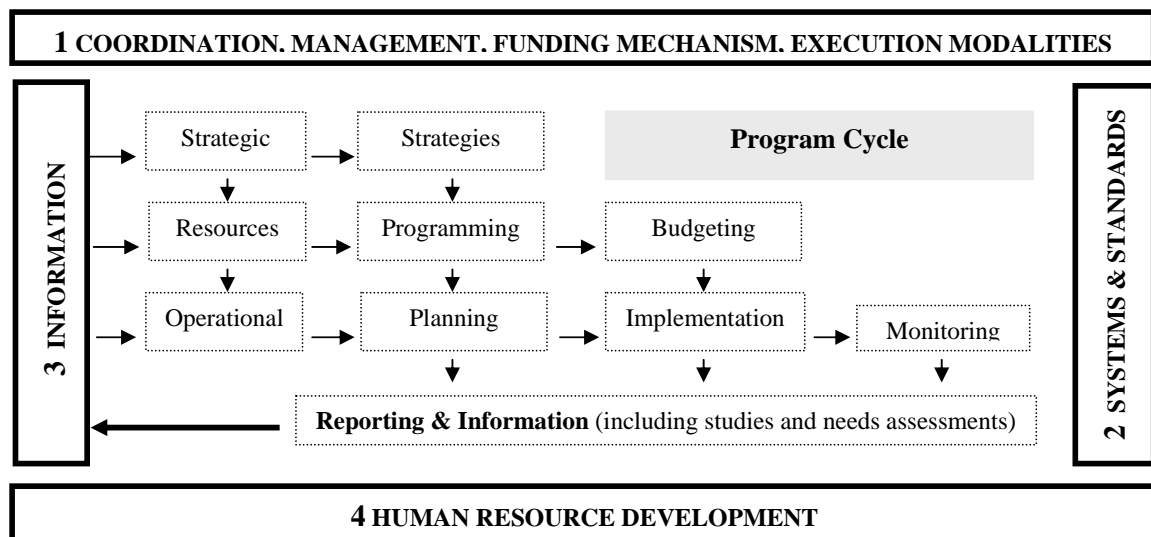 1 COORDINATION, MANAGEMENT, FUNDING MECHANISM, EXECUTION MODALITIES
3 INFORMATION
Strategic
Strategies
Program Cycle
Resources
Programming
Budgeting
Operational
Planning
Implementation
Monitoring
Reporting & Information (including studies and needs assessments)
2 SYSTEMS & STANDARDS
4 HUMAN RESOURCE DEVELOPMENT